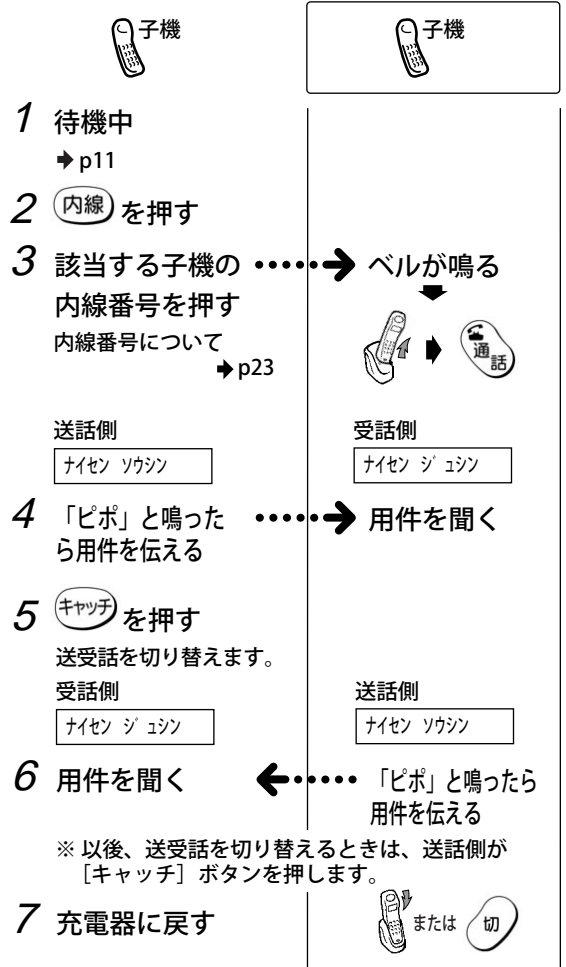 子機
子機
1 待機中
➔ p11
2 内線 を押す
3 該当する子機の ベルが鳴る
内線番号を押す
内線番号について
➔ p23
通話
送話側 受話側
ﾅｲｾﾝ ｿｳｼﾝ ﾅｲｾﾝ ｼﾞｭｼﾝ
4 「ピポ」と鳴った 用件を聞く
ら用件を伝える
5 キャッチ を押す
送受話を切り替えます。
受話側 送話側
ﾅｲｾﾝ ｼﾞｭｼﾝ ﾅｲｾﾝ ｿｳｼﾝ
6 用件を聞く 「ピポ」と鳴ったら
用件を伝える
※ 以後、送受話を切り替えるときは、送話側が
［キャッチ］ボタンを押します。
7 充電器に戻す または 切